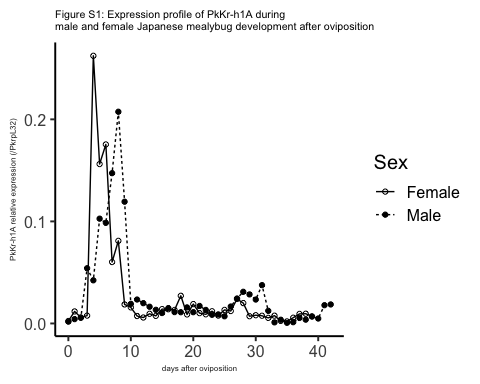 Figure S1: Expression profile of PkKr-h1A during
male and female Japanese mealybug development after oviposition
PkKr-h1A relative expression (/PkrpL32)
0.2
0.1
0.0
0
10
20
30
40
days after oviposition
Sex
Female
Male